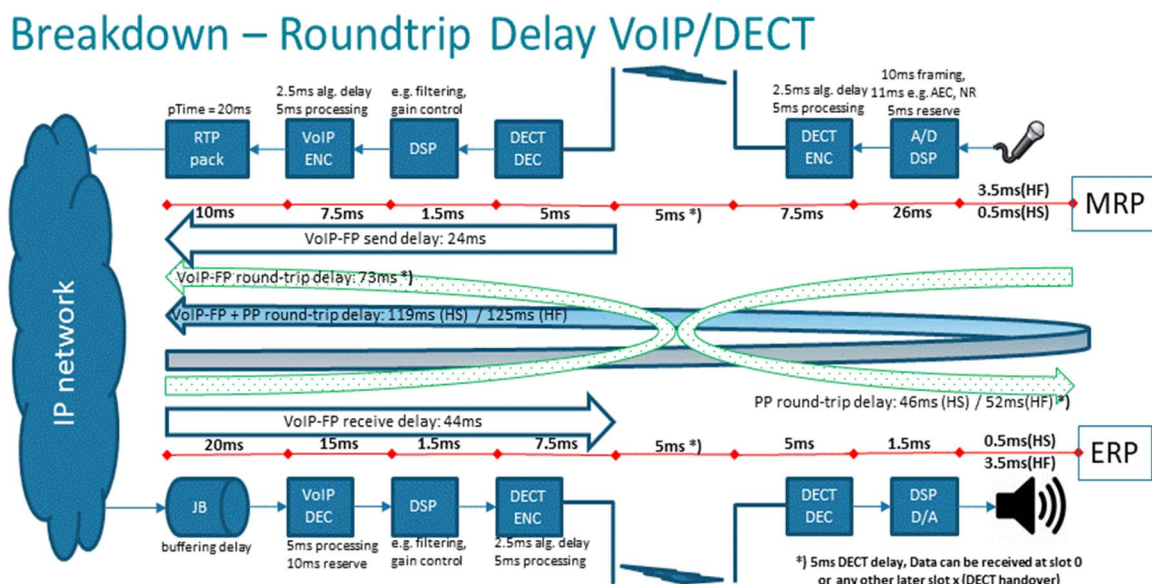 Breakdown – Roundtrip Delay VoIP/DECT
pTime = 20ms
2.5ms alg. delay
5ms processing
e.g. filtering,
gain control
2.5ms alg. delay
5ms processing
10ms framing,
11ms e.g. AEC, NR
5ms reserve
RTP
pack
VoIP
ENC
DSP
DECT
DEC
DECT
ENC
A/D
DSP
10ms
7.5ms
1.5ms
5ms
5ms *)
7.5ms
26ms
3.5ms(HF)
0.5ms(HS)
MRP
VoIP-FP send delay: 24ms
VoIP-FP round-trip delay: 73ms *)
VoIP-FP + PP round-trip delay: 119ms (HS) / 125ms (HF)
IP network
PP round-trip delay: 46ms (HS) / 52ms(HF) *)
VoIP-FP receive delay: 44ms
20ms
15ms
1.5ms
7.5ms
5ms *)
5ms
1.5ms
0.5ms(HS)
3.5ms(HF)
ERP
JB
VoIP
DEC
DSP
DECT
ENC
DECT
DEC
DSP
D/A
buffering delay
5ms processing
10ms reserve
e.g. filtering,
gain control
2.5ms alg. delay
5ms processing
*) 5ms DECT delay, Data can be received at slot 0
or any other later slot x (DECT handover)